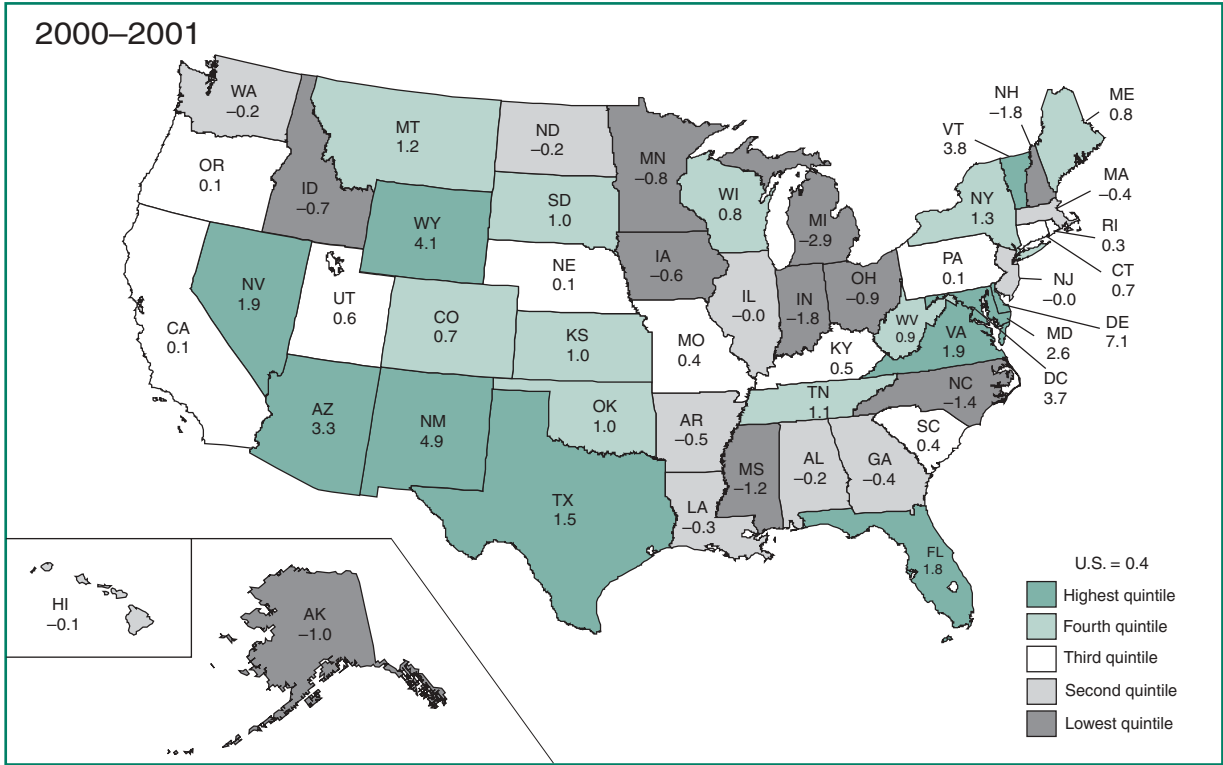 2000–2001
WA
–0.2
OR
0.1
CA
0.1
ID
–0.7
NV
1.9
MT
1.2
WY
4.1
UT
0.6
AZ
3.3
CO
0.7
NM
4.9
ND
–0.2
SD
1.0
NE
0.1
KS
1.0
OK
1.0
TX
1.5
MN
–0.8
IA
–0.6
MO
0.4
AR
–0.5
LA
–0.3
WI
0.8
IL
–0.0
MI
–2.9
IN
–1.8
OH
–0.9
KY
0.5
TN
1.1
MS
–1.2
AL
–0.2
GA
–0.4
FL
1.8
SC
0.4
NC
–1.4
VA
1.9
WV
0.9
PA
0.1
NY
1.3
VT
3.8
NH
–1.8
ME
0.8
MA
–0.4
RI
0.3
CT
0.7
NJ
–0.0
DE
7.1
MD
2.6
DC
3.7
HI
–0.1
AK
–1.0
U.S. = 0.4
Highest quintile
Fourth quintile
Third quintile
Second quintile
Lowest quintile